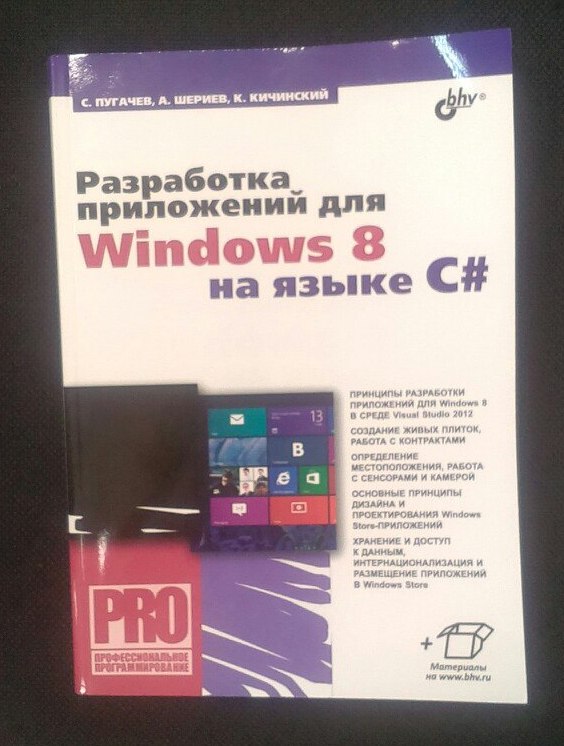 С. ПУГАЧЕВ, А. ШЕРИЕВ, К. КИЧИНСКИЙ
bhv®
Разработка
приложений для
Windows 8
на языке C#
ПРИНЦИПЫ РАЗРАБОТКИ
ПРИЛОЖЕНИЙ ДЛЯ Windows 8
В СРЕДЕ Visual Studio 2012
СОЗДАНИЕ ЖИВЫХ ПЛИТОК,
РАБОТА С КОНТРАКТАМИ
ОПРЕДЕЛЕНИЕ
МЕСТОПОЛОЖЕНИЯ, РАБОТА
С СЕНСОРАМИ И КАМЕРОЙ
ОСНОВНЫЕ ПРИНЦИПЫ
ДИЗАЙНА И
ПРОЕКТИРОВАНИЯ Windows
Store-ПРИЛОЖЕНИЙ
ХРАНЕНИЕ И ДОСТУП
К ДАННЫМ,
ИНТЕРНАЦИОНАЛИЗАЦИЯ И
РАЗМЕЩЕНИЕ ПРИЛОЖЕНИЙ
В Windows Store
13
B
PRO
ПРОФЕССИОНАЛЬНОЕ
ПРОГРАММИРОВАНИЕ
+
Материалы
на www.bhv.ru